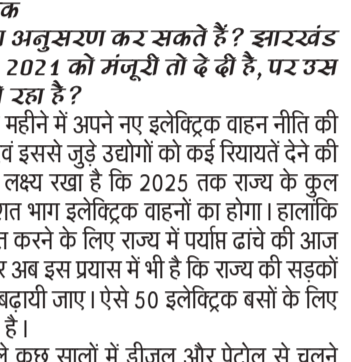 क
अनुसरण कर सकते हैं? झारखंड
2021 को मंजूरी तो दे दी है, पर उस
रहा है?
महीने में अपने नए इलेक्ट्रिक वाहन नीति की
वं इससे जुड़े उद्योगों को कई रियायतें देने की
लक्ष्य रखा है कि 2025 तक राज्य के कुल
शत भाग इलेक्ट्रिक वाहनों का होगा। हालांकि
त करने के लिए राज्य में पर्याप्त ढांचे की आज
र अब इस प्रयास में भी है कि राज्य की सड़कों
बढ़ायी जाए। ऐसे 50 इलेक्ट्रिक बसों के लिए
है।
ले कुछ सालों में डीजल और पेट्रोल से चलने